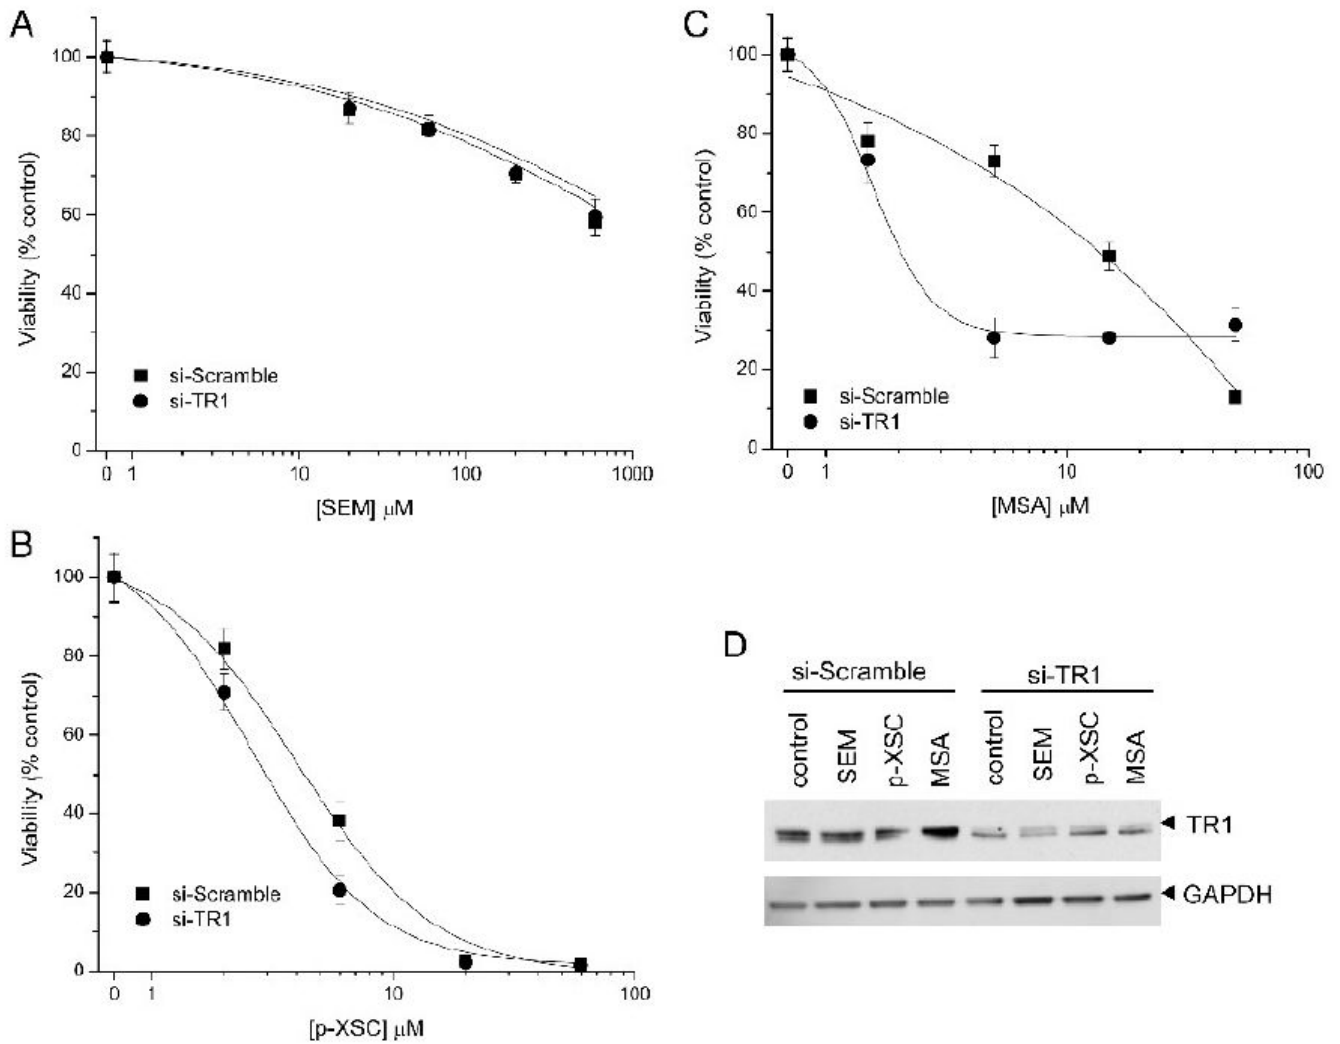 A
Viability (% control)
100
80
60
40
20
0
si-Scramble
si-TR1
0 1 10 100 1000
[SEM] μM
B
Viability (% control)
100
80
60
40
20
0
si-Scramble
si-TR1
0 1 10 100
[p-XSC] μM
C
Viability (% control)
100
80
60
40
20
0
si-Scramble
si-TR1
0 1 10 100
[MSA] μM
D
si-Scramble si-TR1
control SEM p-XSC MSA control SEM p-XSC MSA
TR1
GAPDH